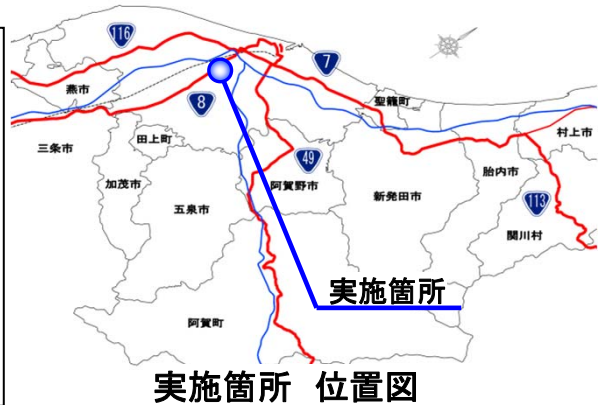 116
7
燕市
8
聖籠町
三条市
田上町
村上市
49
加茂市
阿賀野市
新発田市
胎内市
五泉市
113
関川村
実施箇所
阿賀町
実施箇所 位置図